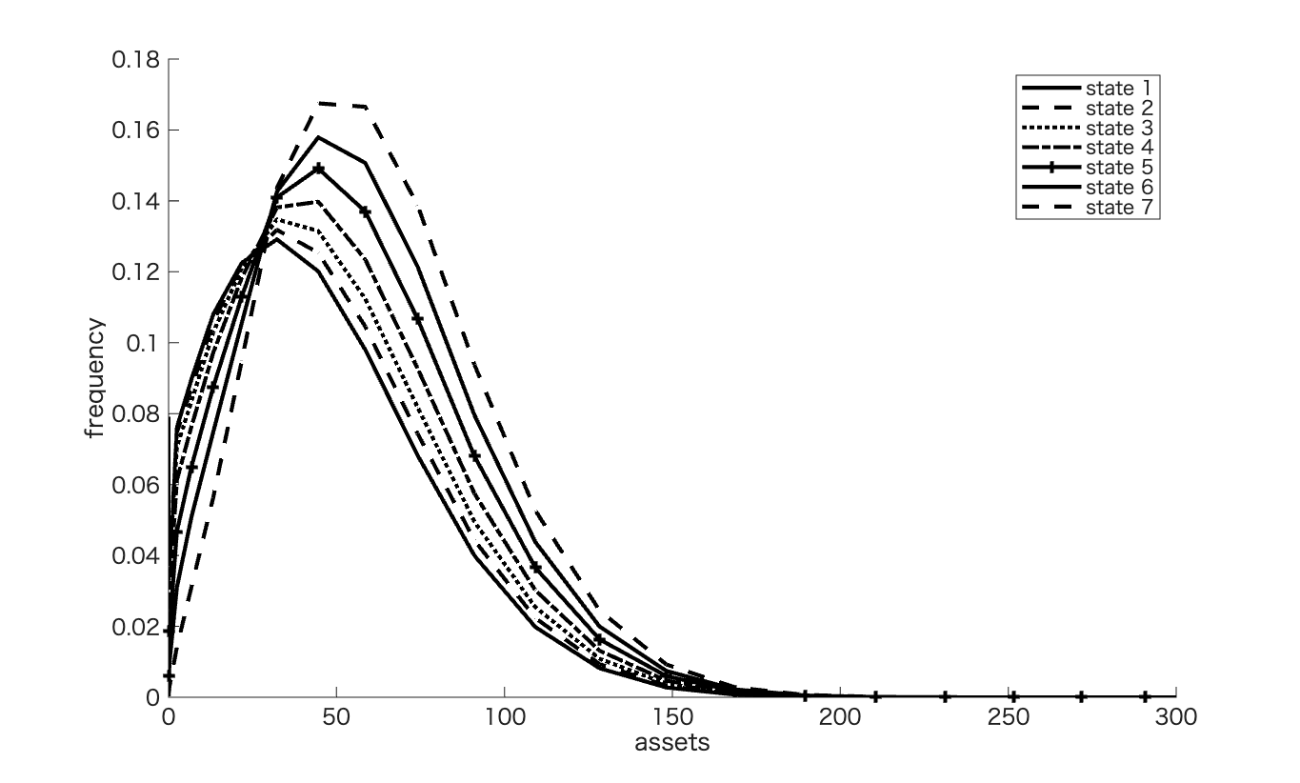 0.18
0.16
0.14
0.12
0.1
0.08
0.06
0.04
0.02
0
frequency
state 1
state 2
state 3
state 4
state 5
state 6
state 7
0 50 100 150 200 250 300
assets